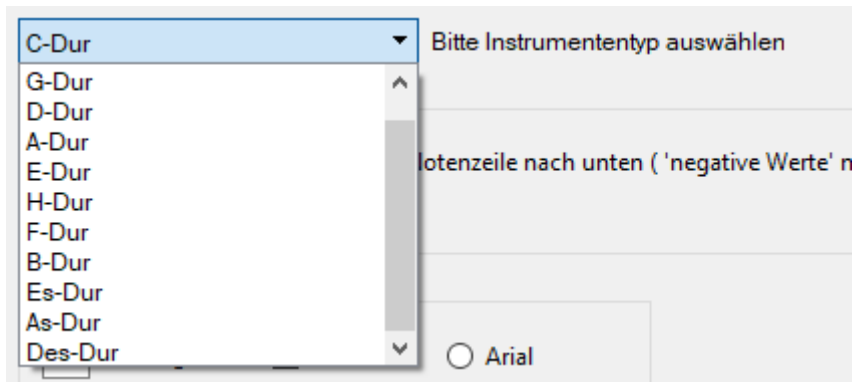 C-Dur Bitte Instrumententyp auswählen
G-Dur
D-Dur
A-Dur
E-Dur
lotenzeile nach unten ( 'negative Werte' n
H-Dur
F-Dur
B-Dur
Es-Dur
As-Dur
Des-Dur
Arial